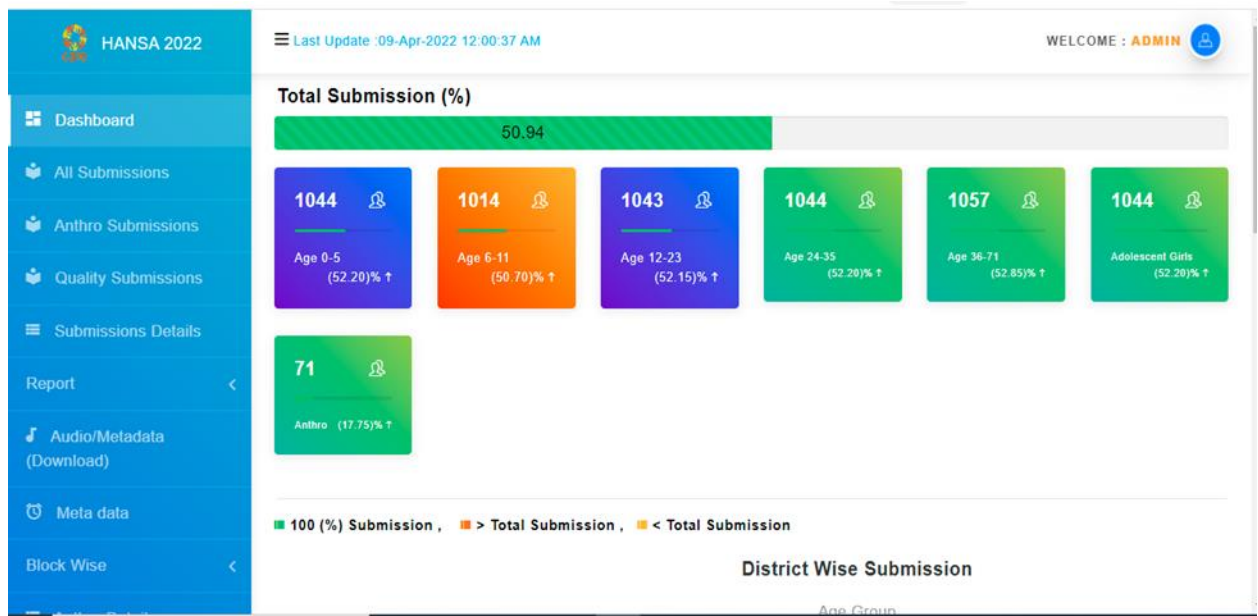 HANSA 2022
Last Update :09-Apr-2022 12:00:37 AM
WELCOME : ADMIN
Dashboard
All Submissions
Anthro Submissions
Quality Submissions
Submissions Details
Report
Audio/Metadata
(Download)
Meta data
Block Wise
Total Submission (%)
50.94
1044
Age 0-5
(52.20)% ↑
1014
Age 6-11
(50.70)% ↑
1043
Age 12-23
(52.15)% ↑
1044
Age 24-35
(52.20)% ↑
1057
Age 36-71
(52.85)% ↑
1044
Adolescent Girls
(52.20)% ↑
71
Anthro (17.75)% ↑
100 (%) Submission , > Total Submission , < Total Submission
District Wise Submission
Age Group